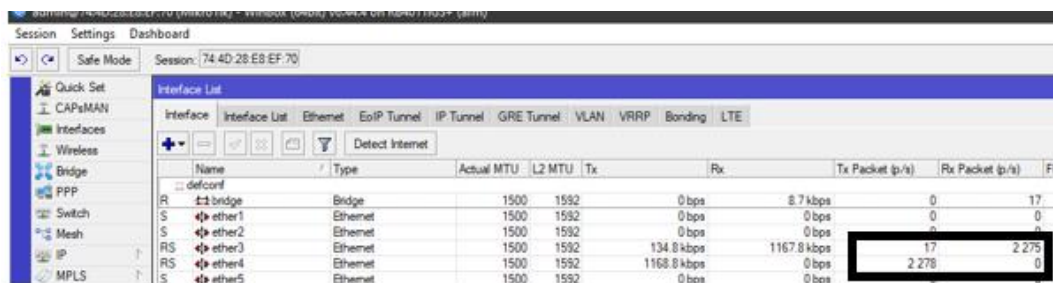 Session Settings Dashboard
Safe Mode Session: 74:4D:28:E8:EF:70
Quick Set
CAPsMAN
Interfaces
Wireless
Bridge
PPP
Switch
Mesh
IP
MPLS
Interface List
Interface Interface List Ethernet EoIP Tunnel IP Tunnel GRE Tunnel VLAN VRRP Bonding LTE
Detect Internet
Name / Type Actual MTU L2 MTU Tx Rx Tx Packet (p/s) Rx Packet (p/s) F
::: defconf
R bridge Bridge 1500 1592 0 bps 8.7 kbps 0 17
S ether1 Ethernet 1500 1592 0 bps 0 bps 0 0
S ether2 Ethernet 1500 1592 0 bps 0 bps
RS ether3 Ethernet 1500 1592 134.8 kbps 1167.8 kbps 17 2 275
RS ether4 Ethernet 1500 1592 1168.8 kbps 0 bps 2 278 0
S ether5 Ethernet 1500 1592 0 bps 0 bps